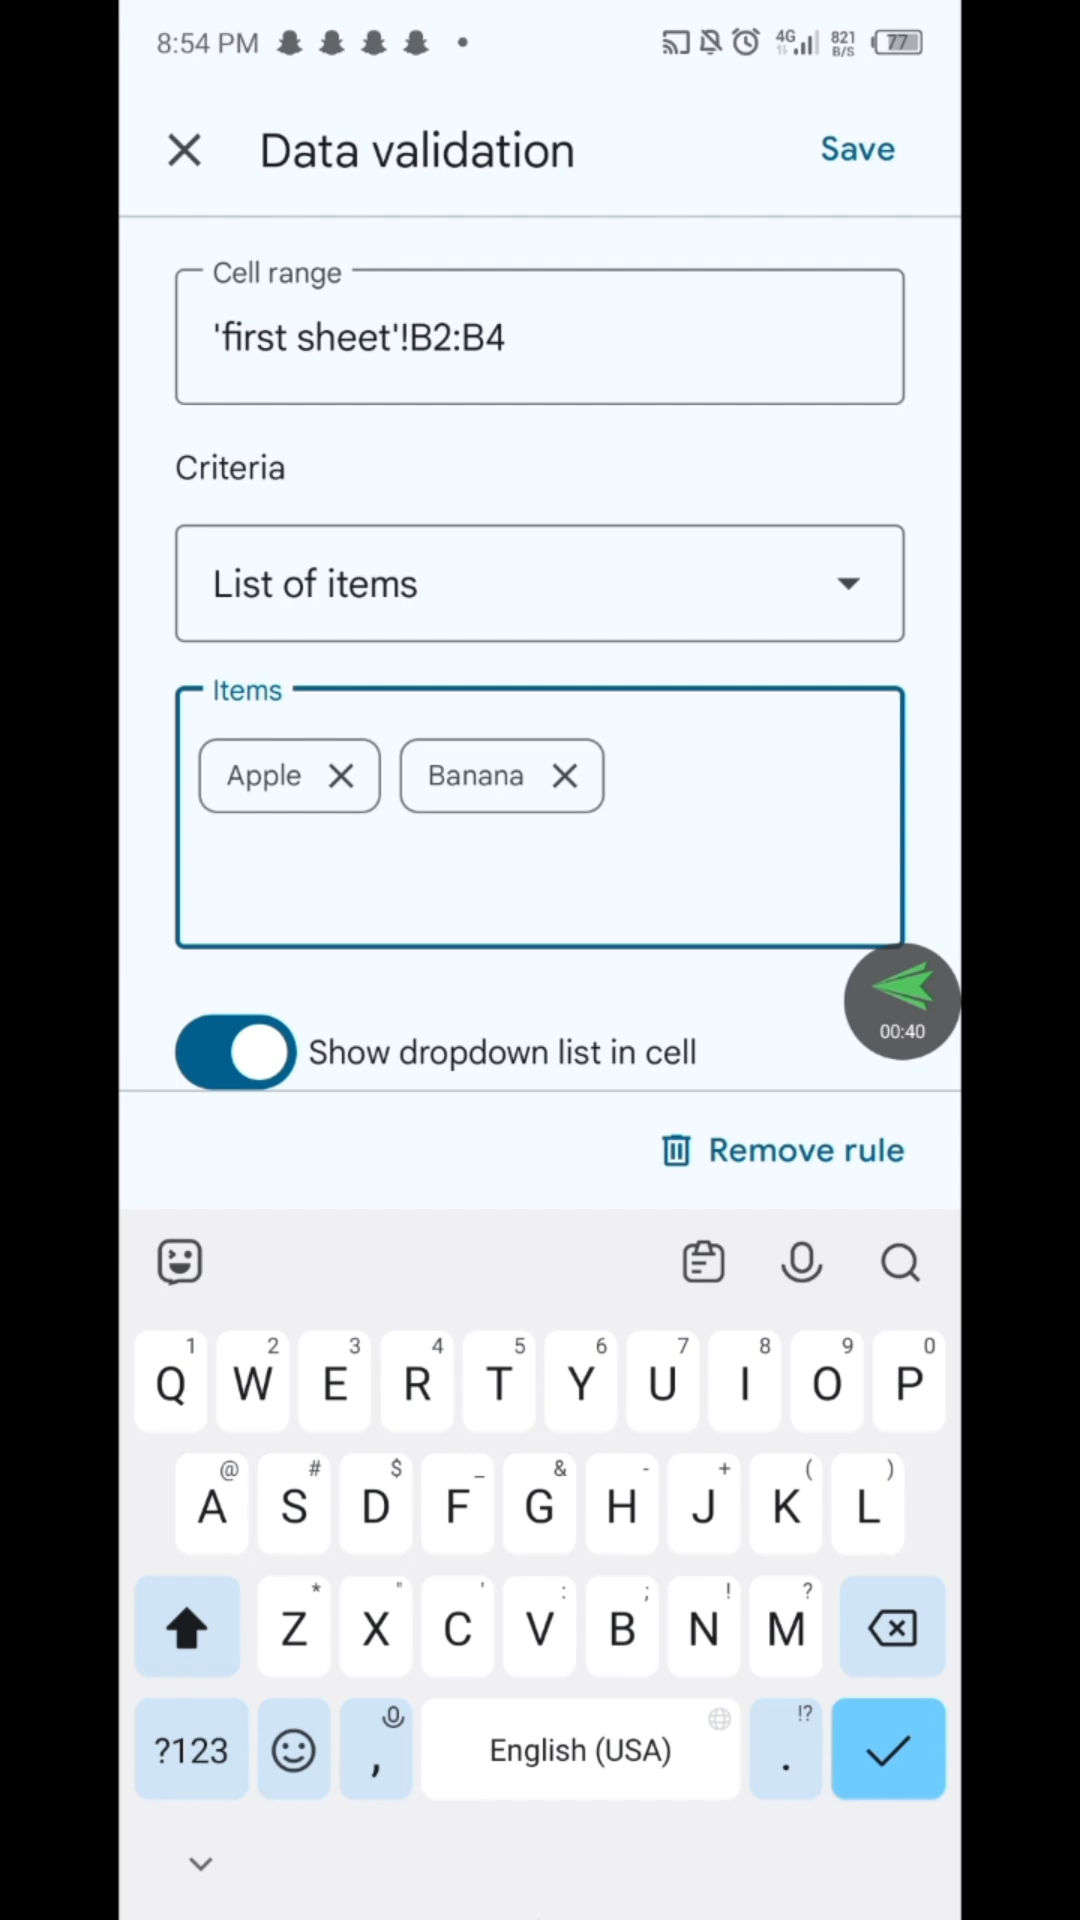 8:54 PM 4G 821 B/S 77
Data validation Save
Cell range
'first sheet'!B2:B4
Criteria
List of items
Items
Apple Banana
00:40
Show dropdown list in cell
Remove rule
1 2 3 4 5 6 7 8 9 0
Q W E R T Y U I O P
@ # $ _ & - + ( )
A S D F G H J K L
* " ' : ; ! ?
Z X C V B N M
!?
?123 , English (USA) .